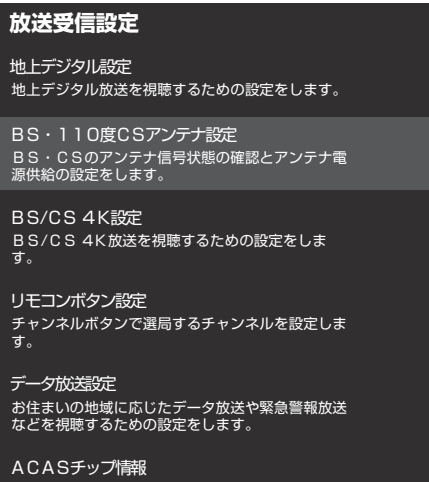 放送受信設定
地上デジタル設定
地上デジタル放送を視聴するための設定をします。
BS・110度CSアンテナ設定
BS・CSのアンテナ信号状態の確認とアンテナ電
源供給の設定をします。
BS/CS 4K設定
BS/CS 4K放送を視聴するための設定をしま
す。
リモコンボタン設定
チャンネルボタンで選局するチャンネルを設定しま
す。
データ放送設定
お住まいの地域に応じたデータ放送や緊急警報放送
などを視聴するための設定をします。
ACASチップ情報